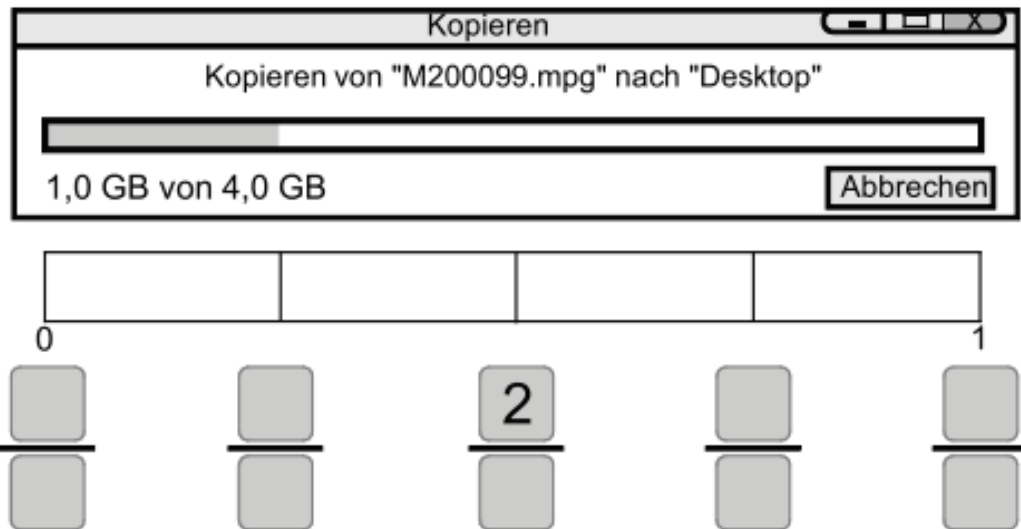 Kopieren
X
Kopieren von "M200099.mpg" nach "Desktop"
1,0 GB von 4,0 GB
Abbrechen
0 1
2